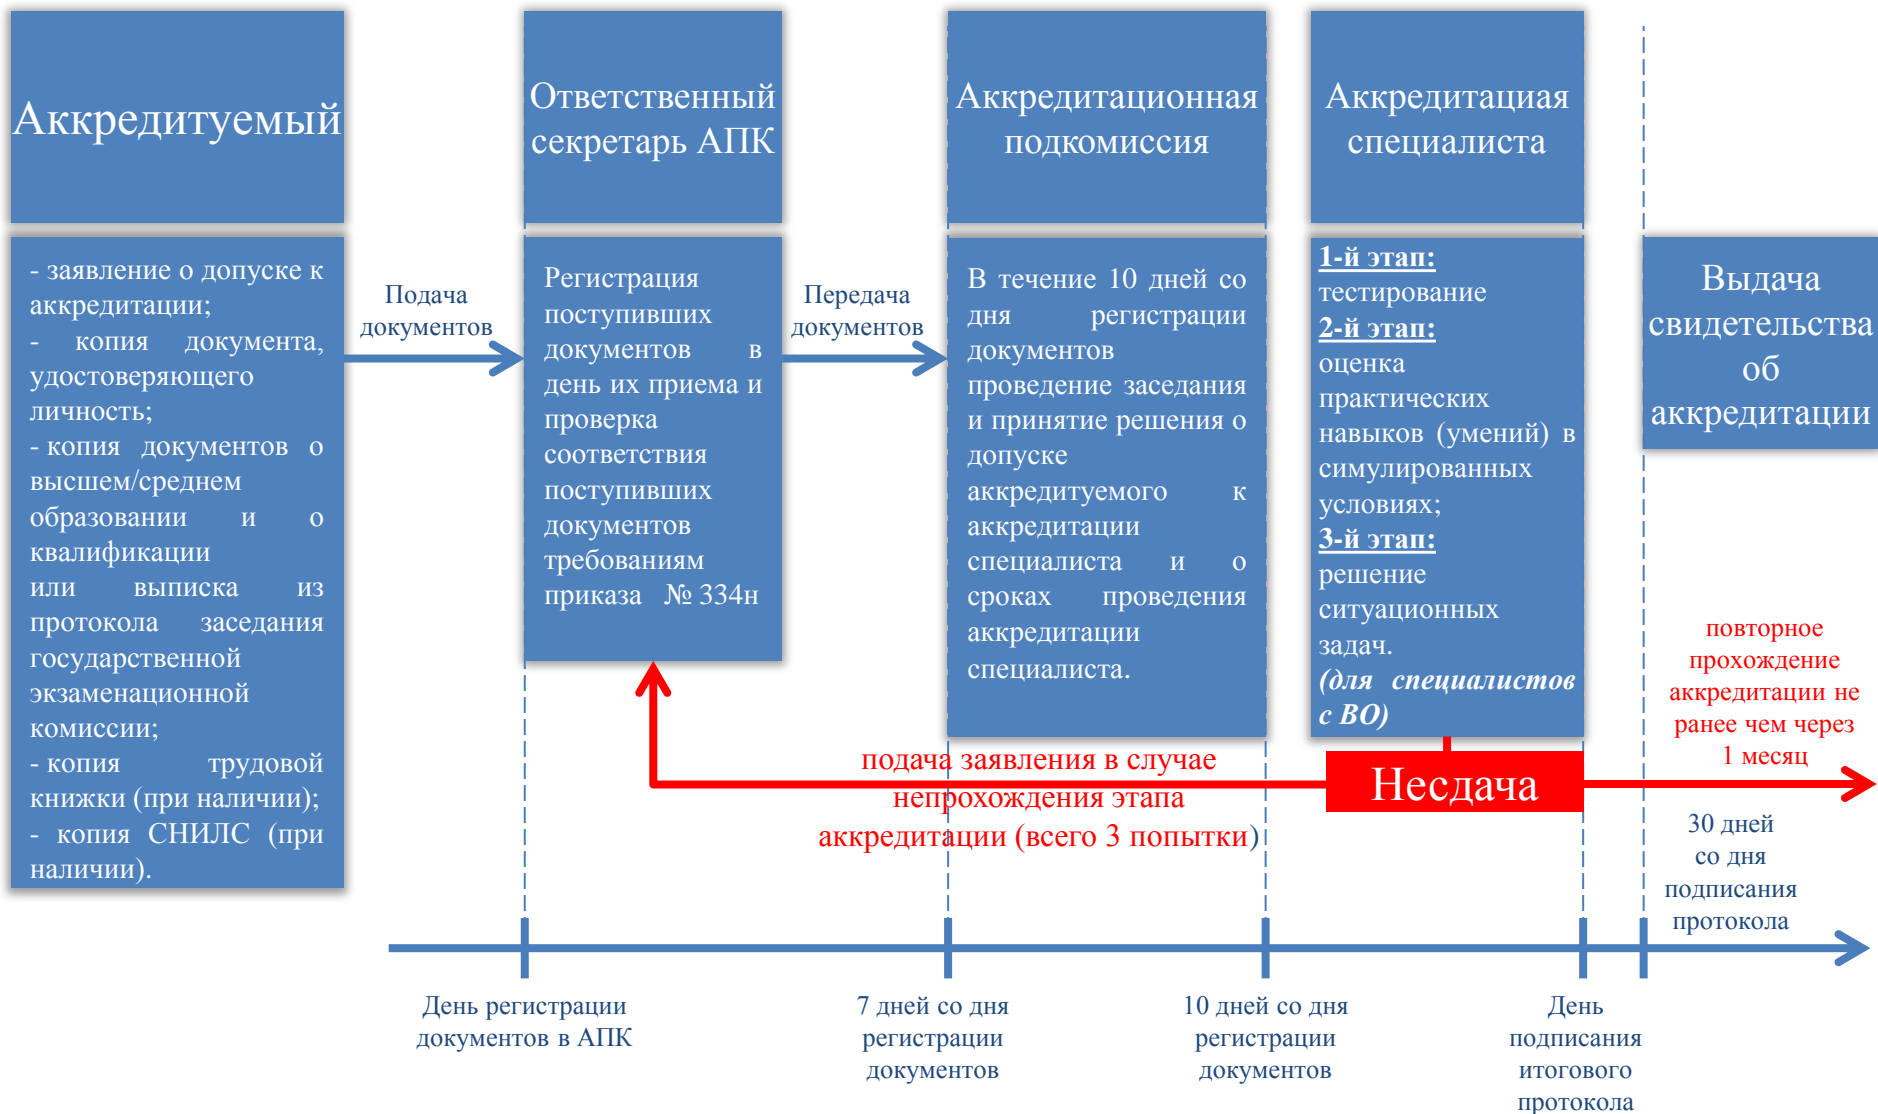 Аккредитуемый
- заявление о допуске к
аккредитации;
- копия документа,
удостоверяющего
личность;
- копия документов о
высшем/среднем
образовании и о
квалификации
или выписка из
протокола заседания
государственной
экзаменационной
комиссии;
- копия трудовой
книжки (при наличии);
- копия СНИЛС (при
наличии).
Подача
документов
Ответственный
секретарь АПК
Регистрация
поступивших
документов в
день их приема и
проверка
соответствия
поступивших
документов
требованиям
приказа № 334н
Передача
документов
Аккредитационная
подкомиссия
В течение 10 дней со
дня регистрации
документов
проведение заседания
и принятие решения о
допуске
аккредитуемого к
аккредитации
специалиста и о
сроках проведения
аккредитации
специалиста.
Аккредитациая
специалиста
1-й этап:
тестирование
2-й этап:
оценка
практических
навыков (умений) в
симулированных
условиях;
3-й этап:
решение
ситуационных
задач.
(для специалистов
с ВО)
Выдача
свидетельства
об
аккредитации
Несдача
подача заявления в случае
непрохождения этапа
аккредитации (всего 3 попытки)
повторное
прохождение
аккредитации не
ранее чем через
1 месяц
30 дней
со дня
подписания
протокола
День регистрации
документов в АПК
7 дней со дня
регистрации
документов
10 дней со дня
регистрации
документов
День
подписания
итогового
протокола